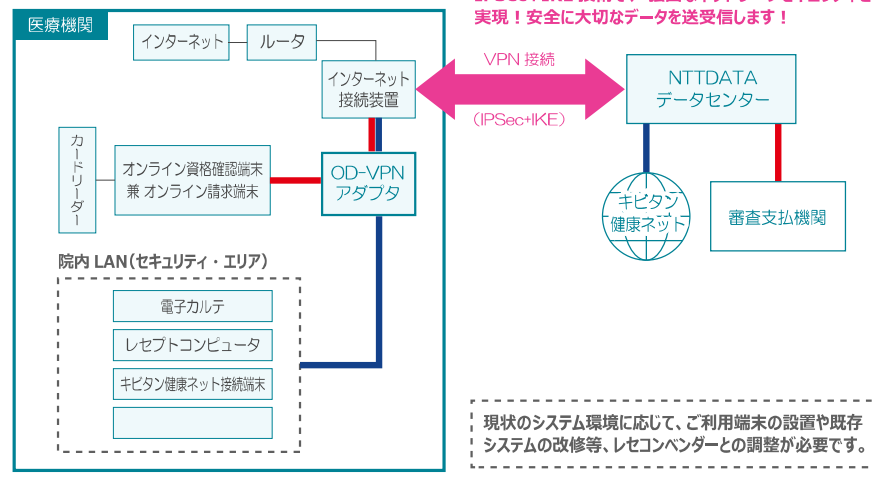 実現！安全に大切なデータを送受信します！
医療機関
インターネット
ルータ
インターネット
接続装置
VPN 接続
（IPSec+IKE）
NTTDATA
データセンター
カードリーダー
オンライン資格確認端末
兼 オンライン請求端末
OD-VPN
アダプタ
キビタン
健康ネット
審査支払機関
院内 LAN（セキュリティ・エリア）
電子カルテ
レセプトコンピュータ
キビタン健康ネット接続端末
現状のシステム環境に応じて、ご利用端末の設置や既存
システムの改修等、レセコンベンダーとの調整が必要です。